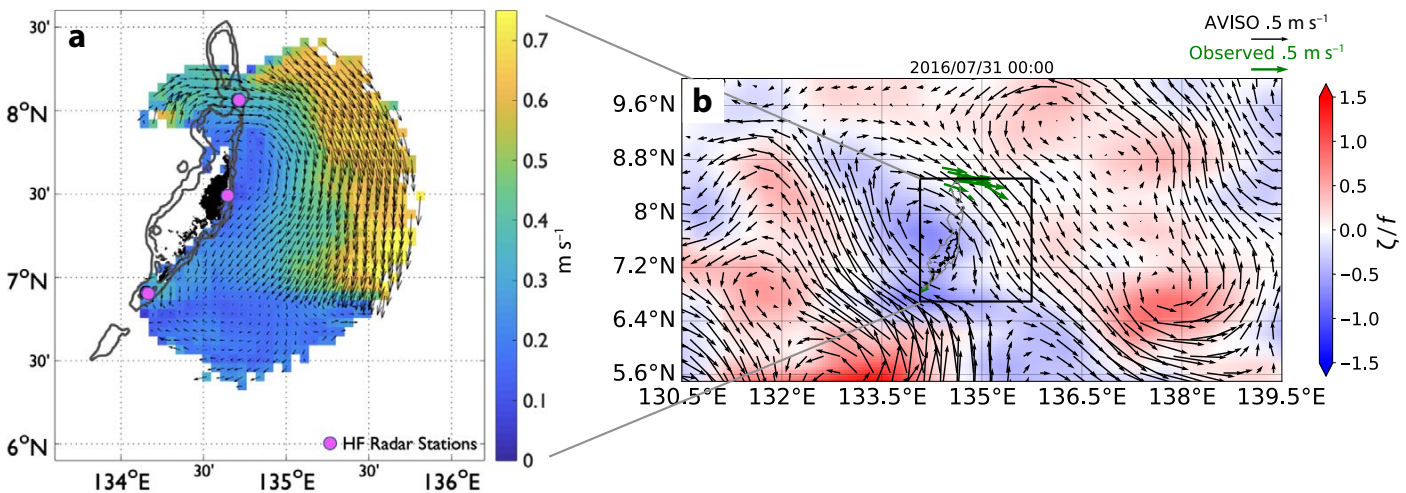 a
30'
8°N
30'
7°N
30'
6°N
134°E
30'
135°E
30'
136°E
HF Radar Stations
0.7
0.6
0.5
0.4
0.3
0.2
0.1
0
m s⁻¹
AVISO .5 m s⁻¹
Observed .5 m s⁻¹
2016/07/31 00:00
b
9.6°N
8.8°N
8°N
7.2°N
6.4°N
5.6°N
130.5°E
132°E
133.5°E
135°E
136.5°E
138°E
139.5°E
1.5
1.0
0.5
0.0
−0.5
−1.0
−1.5
ζ/f